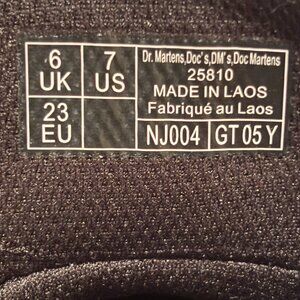 6 UK
7 US
23 EU
Dr. Martens,Doc's,DM's,Doc Martens
25810
MADE IN LAOS
Fabriqué au Laos
NJ004
GT 05 Y